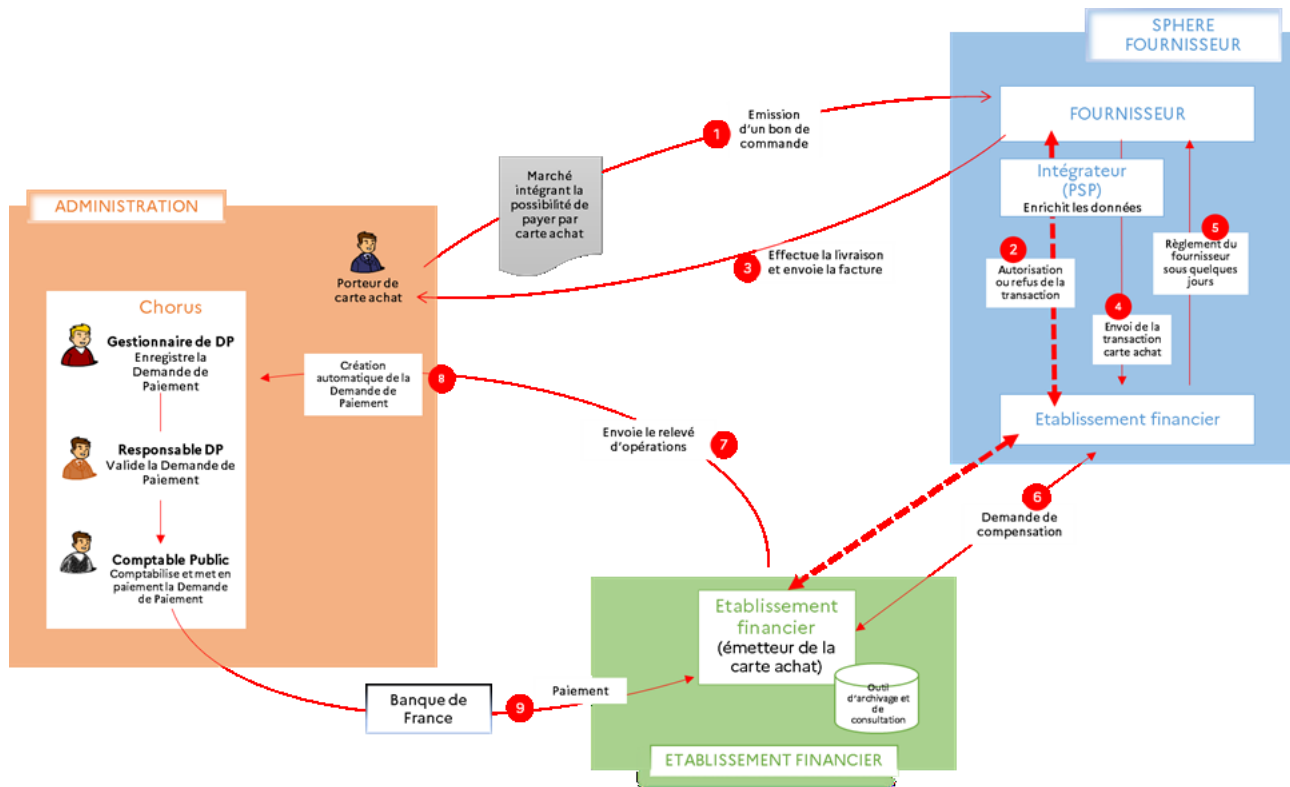 SPHERE
FOURNISSEUR
FOURNISSEUR
Intégrateur
(PSP)
Enrichit les données
1
Emission
d'un bon de
commande
Marché
intégrant la
possibilité de
payer par
carte achat
2
Autorisation
ou refus de la
transaction
5
Règlement du
fournisseur
sous quelques
jours
3
Effectue la livraison
et envoie la facture
4
Envoi de la
transaction
carte achat
Etablissement financier
ADMINISTRATION
Porteur de
carte achat
Chorus
Gestionnaire de DP
Enregistre la
Demande de
Paiement
Responsable DP
Valide la Demande de
Paiement
Comptable Public
Comptabilise et met en
paiement la Demande
de Paiement
Création
automatique de la
Demande de
Paiement
8
Envoie le relevé
d'opérations
7
6
Demande de
compensation
Etablissement
financier
(émetteur de la
carte achat)
Outil
d'archivage et
de
consultation
Banque de
France
9
Paiement
ETABLISSEMENT FINANCIER